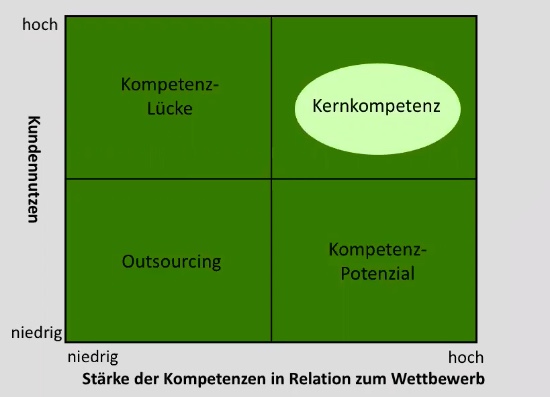 hoch
Kompetenz-
Lücke
Kernkompetenz
Kundennutzen
Outsourcing
Kompetenz-
Potenzial
niedrig
niedrig
hoch
Stärke der Kompetenzen in Relation zum Wettbewerb